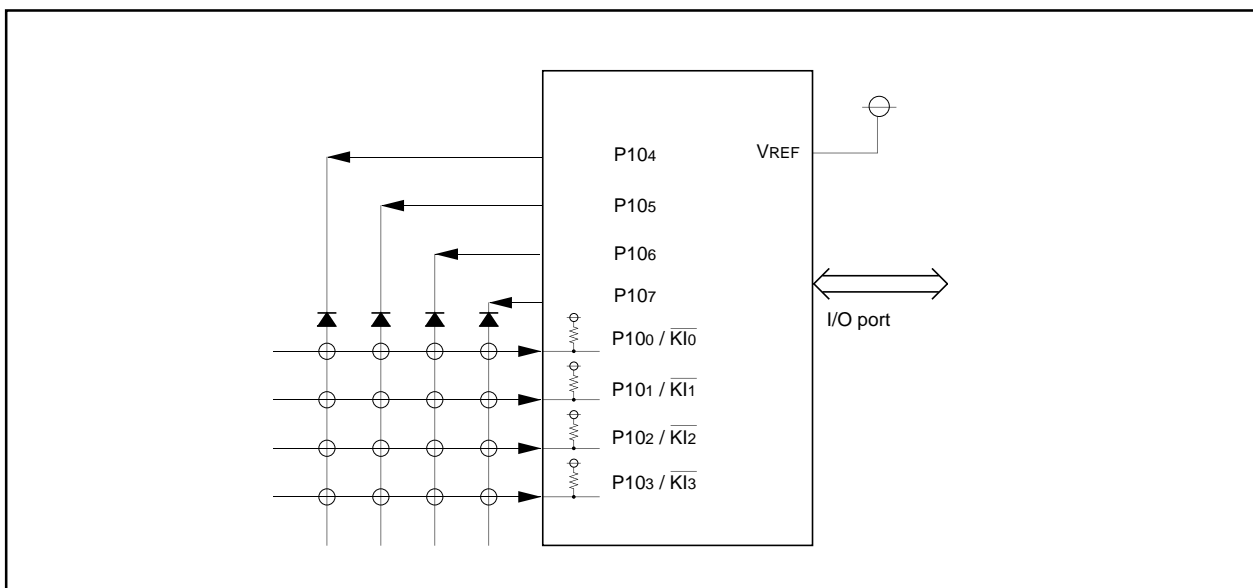 P104
VREF
P105
P106
P107
I/O port
P100 / KI0
P101 / KI1
P102 / KI2
P103 / KI3